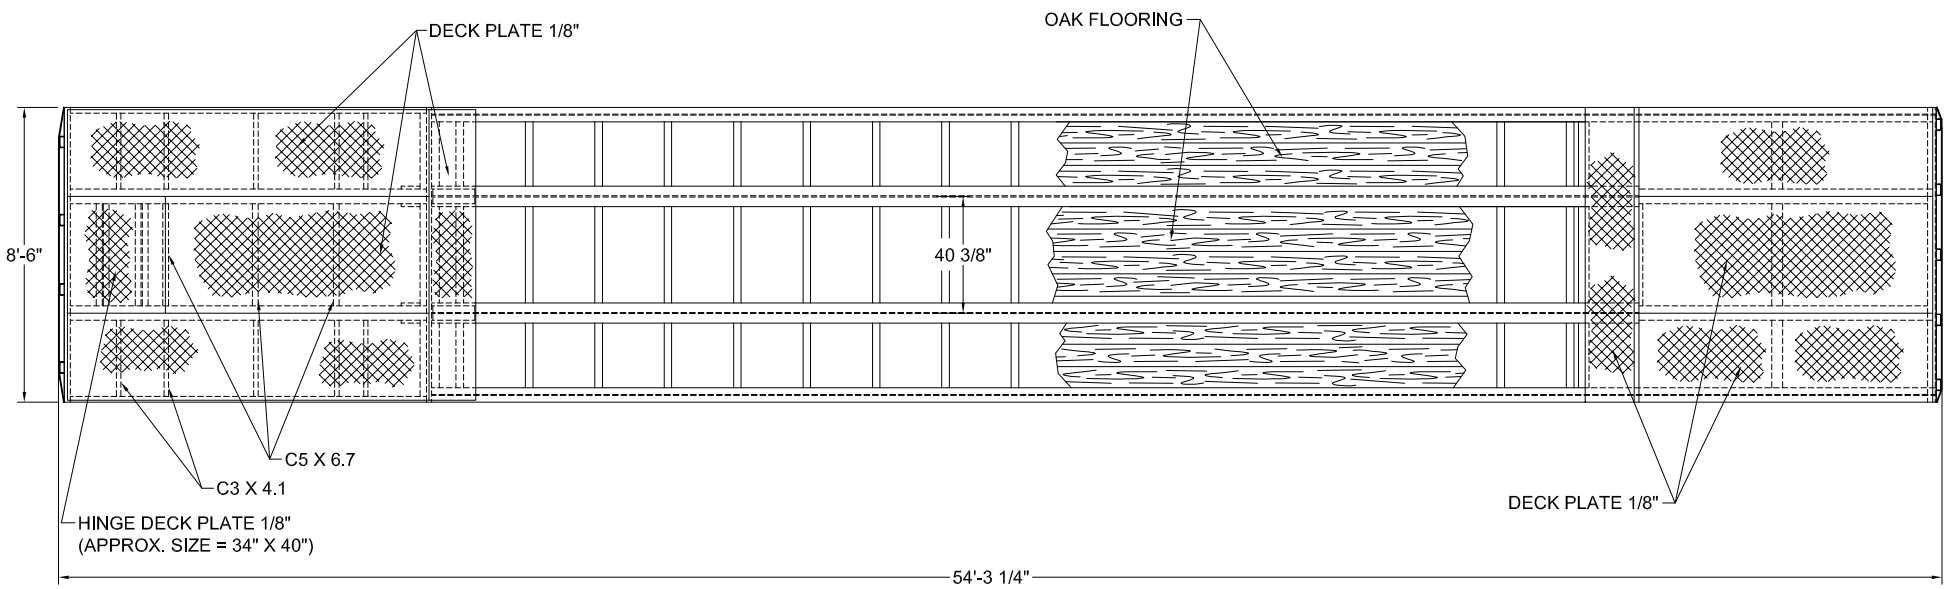 OAK FLOORING
DECK PLATE 1/8"
8'-6"
40 3/8"
C5 X 6.7
C3 X 4.1
DECK PLATE 1/8"
HINGE DECK PLATE 1/8"
(APPROX. SIZE = 34" X 40")
54'-3 1/4"